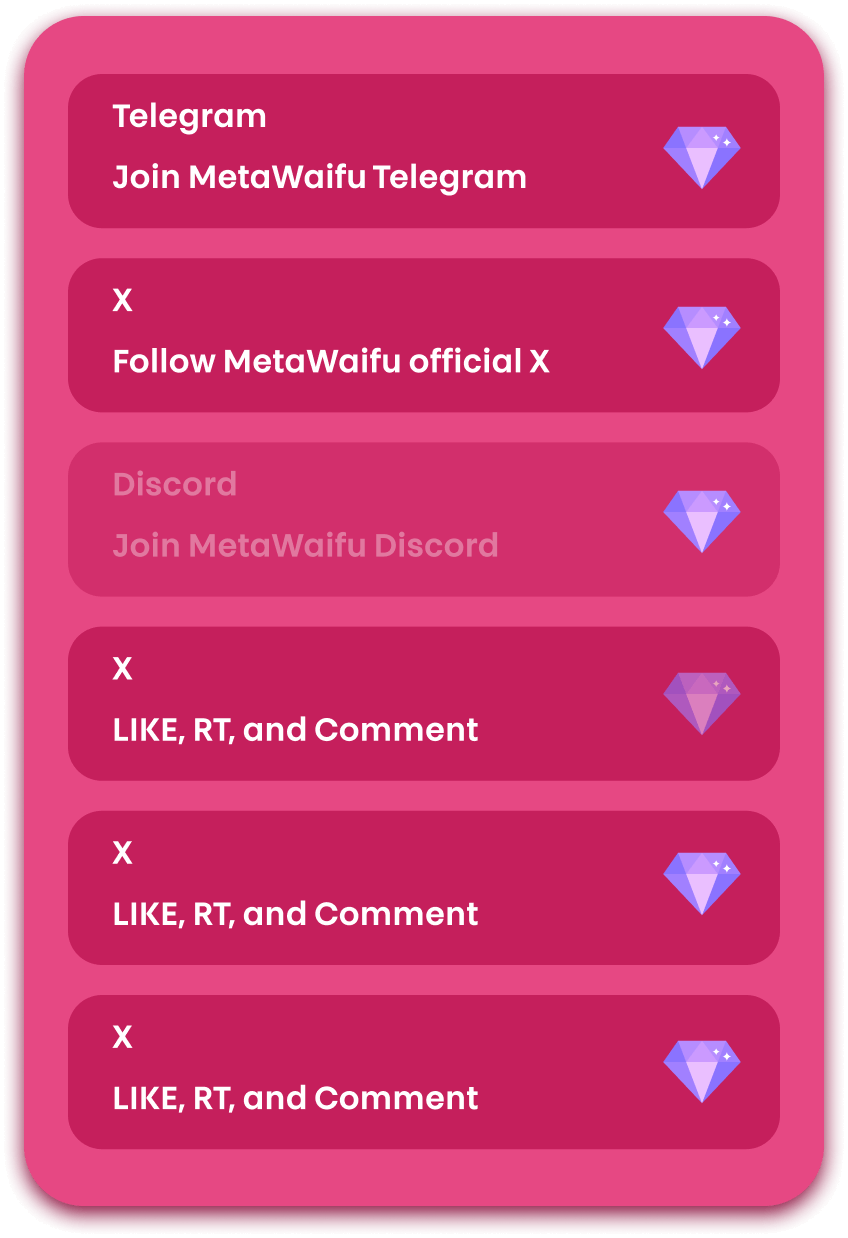 Telegram
Join MetaWaifu Telegram
X
Follow MetaWaifu official X
Discord
Join MetaWaifu Discord
X
LIKE, RT, and Comment
X
LIKE, RT, and Comment
X
LIKE, RT, and Comment